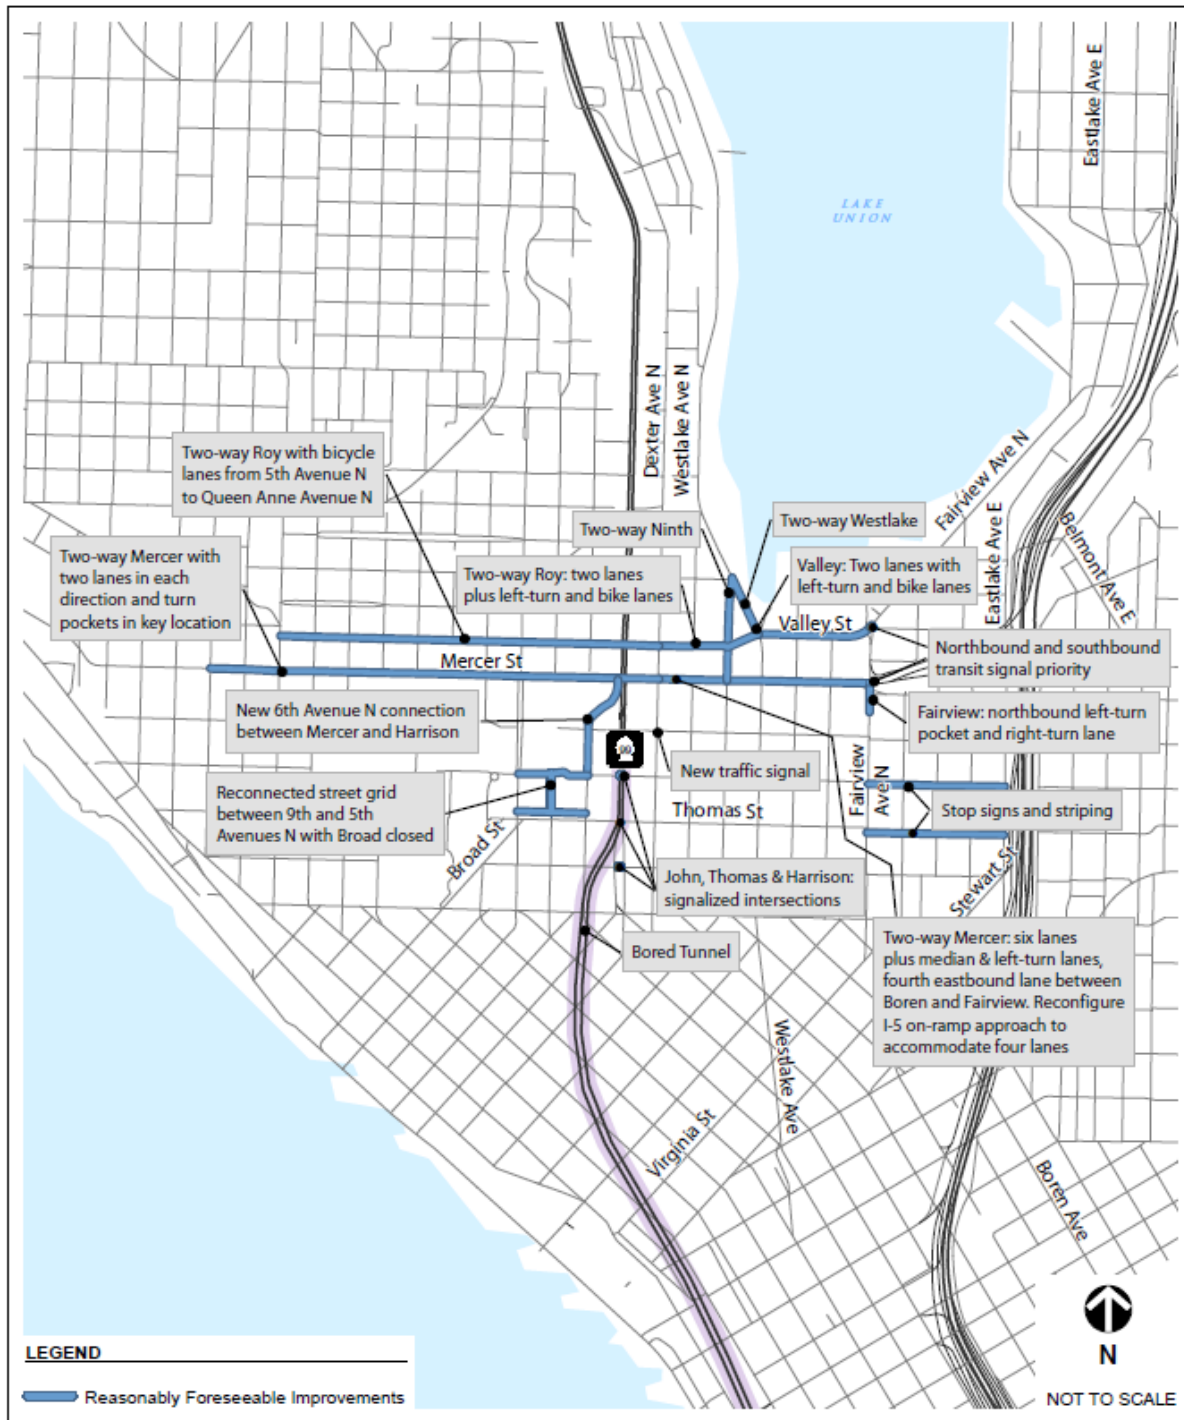 Eastlake Ave E
LAKE
UNION
Dexter Ave N
Westlake Ave N
Two-way Roy with bicycle
lanes from 5th Avenue N
to Queen Anne Avenue N
Fairview Ave N
Two-way Ninth
Two-way Westlake
Eastlake Ave E
Belmont Ave E
Two-way Mercer with
two lanes in each
direction and turn
pockets in key location
Two-way Roy: two lanes
plus left-turn and bike lanes
Valley: Two lanes with
left-turn and bike lanes
Valley St
Mercer St
Northbound and southbound
transit signal priority
New 6th Avenue N connection
between Mercer and Harrison
Fairview: northbound left-turn
pocket and right-turn lane
99
New traffic signal
Fairview
Ave N
Reconnected street grid
between 9th and 5th
Avenues N with Broad closed
Thomas St
Stop signs and striping
Broad St
John, Thomas & Harrison:
signalized intersections
Stewart St
Bored Tunnel
Two-way Mercer: six lanes
plus median & left-turn lanes,
fourth eastbound lane between
Boren and Fairview. Reconfigure
I-5 on-ramp approach to
accommodate four lanes
Westlake Ave
Virginia St
Boren Ave
N
LEGEND
Reasonably Foreseeable Improvements
NOT TO SCALE